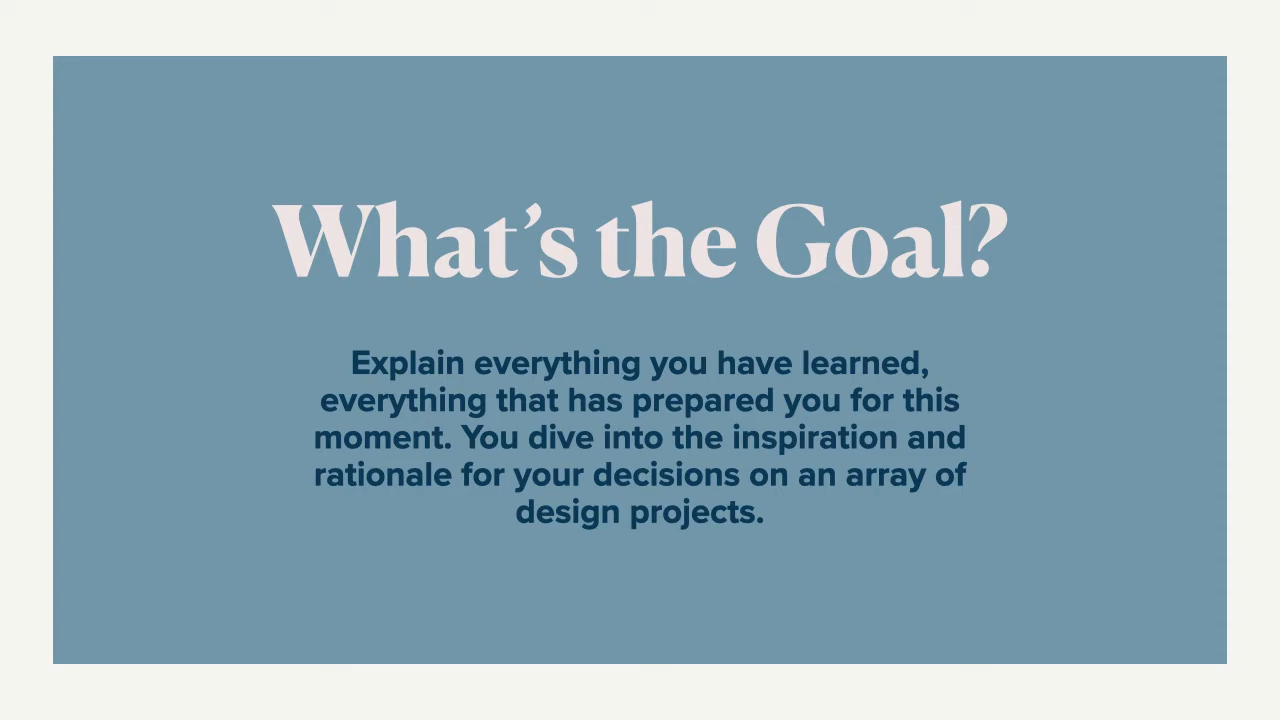 What’s the Goal?
Explain everything you have learned,
everything that has prepared you for this
moment. You dive into the inspiration and
rationale for your decisions on an array of
design projects.